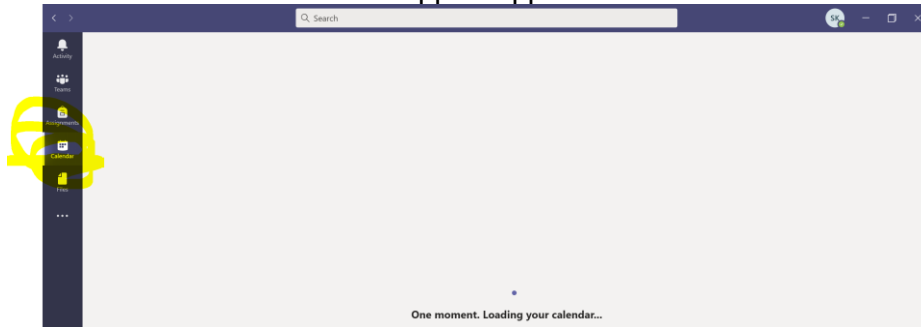 Search
SK
Activity
Teams
Assignments
Calendar
Files
One moment. Loading your calendar...